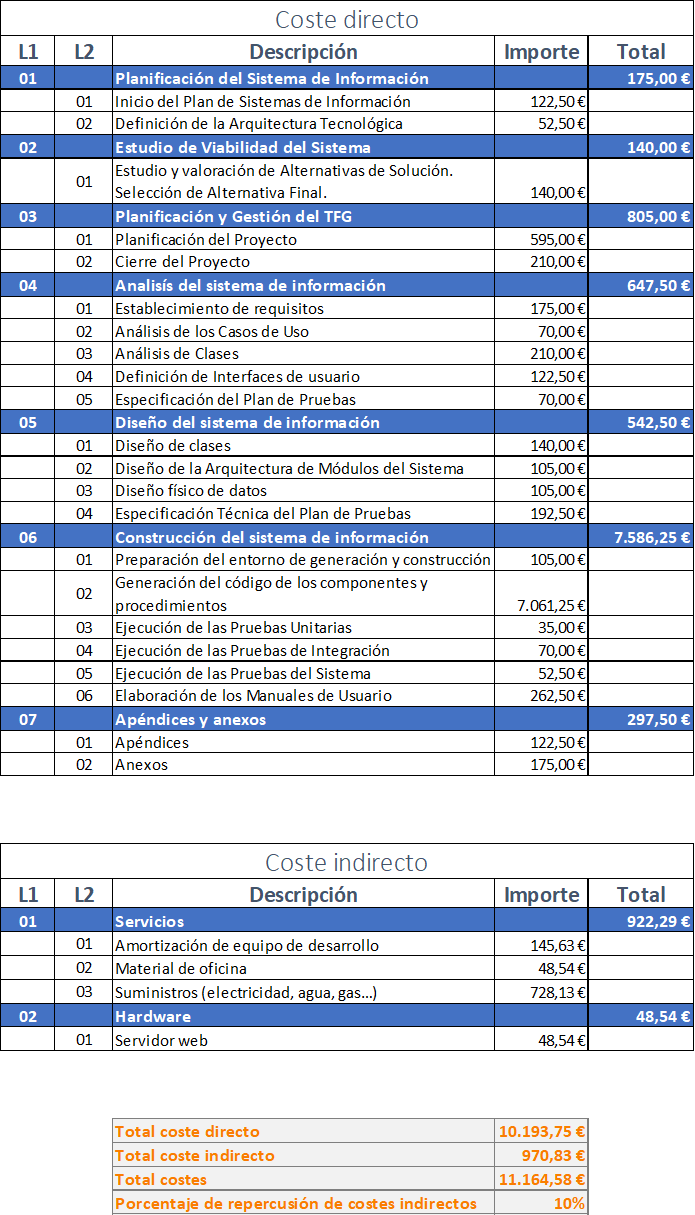 Coste directo
L1 L2 Descripción Importe Total
01 Planificación del Sistema de Información 175,00 €
01 Inicio del Plan de Sistemas de Información 122,50 €
02 Definición de la Arquitectura Tecnológica 52,50 €
02 Estudio de Viabilidad del Sistema 140,00 €
01 Estudio y valoración de Alternativas de Solución.
Selección de Alternativa Final. 140,00 €
03 Planificación y Gestión del TFG 805,00 €
01 Planificación del Proyecto 595,00 €
02 Cierre del Proyecto 210,00 €
04 Analisís del sistema de información 647,50 €
01 Establecimiento de requisitos 175,00 €
02 Análisis de los Casos de Uso 70,00 €
03 Análisis de Clases 210,00 €
04 Definición de Interfaces de usuario 122,50 €
05 Especificación del Plan de Pruebas 70,00 €
05 Diseño del sistema de información 542,50 €
01 Diseño de clases 140,00 €
02 Diseño de la Arquitectura de Módulos del Sistema 105,00 €
03 Diseño físico de datos 105,00 €
04 Especificación Técnica del Plan de Pruebas 192,50 €
06 Construcción del sistema de información 7.586,25 €
01 Preparación del entorno de generación y construcción 105,00 €
02 Generación del código de los componentes y
procedimientos 7.061,25 €
03 Ejecución de las Pruebas Unitarias 35,00 €
04 Ejecución de las Pruebas de Integración 70,00 €
05 Ejecución de las Pruebas del Sistema 52,50 €
06 Elaboración de los Manuales de Usuario 262,50 €
07 Apéndices y anexos 297,50 €
01 Apéndices 122,50 €
02 Anexos 175,00 €
Coste indirecto
L1 L2 Descripción Importe Total
01 Servicios 922,29 €
01 Amortización de equipo de desarrollo 145,63 €
02 Material de oficina 48,54 €
03 Suministros (electricidad, agua, gas...) 728,13 €
02 Hardware 48,54 €
01 Servidor web 48,54 €
Total coste directo 10.193,75 €
Total coste indirecto 970,83 €
Total costes 11.164,58 €
Porcentaje de repercusión de costes indirectos 10%